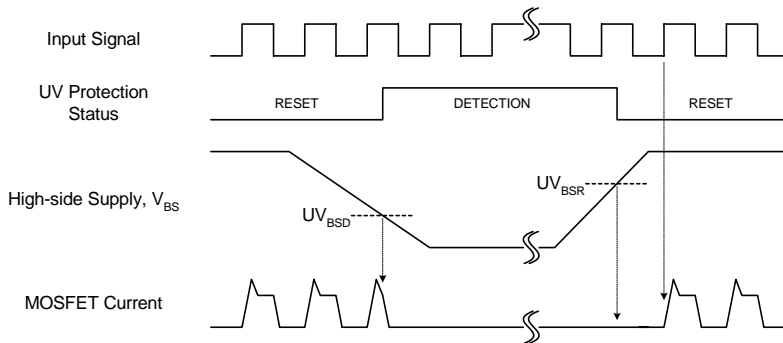 Input Signal
UV Protection
Status
RESET
DETECTION
RESET
High-side Supply, V_BS
UV_BSD
UV_BSR
MOSFET Current